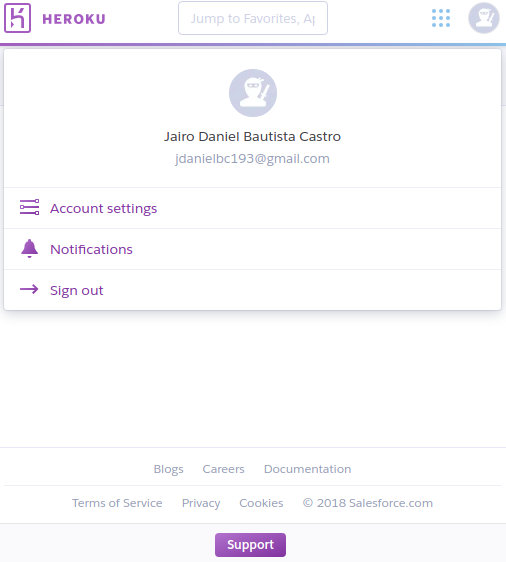 HEROKU
Jump to Favorites, Ap
Jairo Daniel Bautista Castro
jdanielbc193@gmail.com
Account settings
Notifications
Sign out
Blogs Careers Documentation
Terms of Service Privacy Cookies © 2018 Salesforce.com
Support